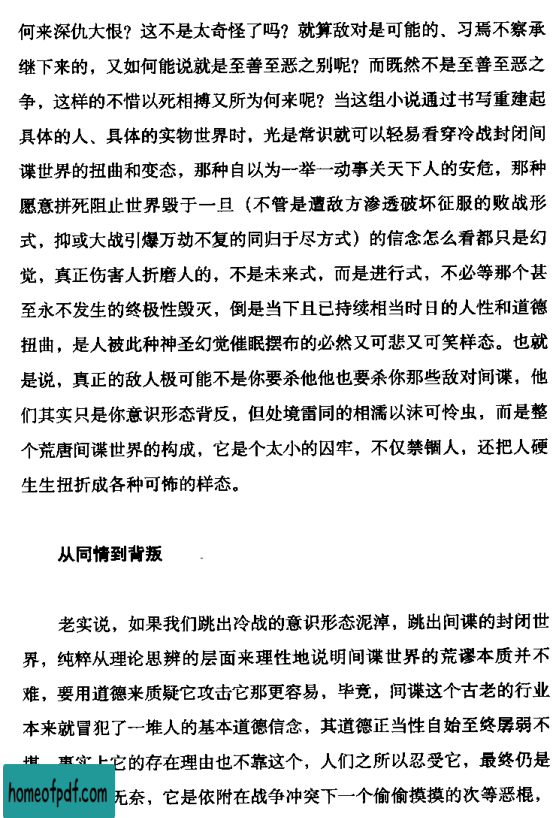 何来深仇大恨？这不是太奇怪了吗？就算敌对是可能的、习焉不察承
继下来的，又如何能说就是至善至恶之别呢？而既然不是至善至恶之
争，这样的不惜以死相搏又所为何来呢？当这组小说通过书写重建起
具体的人、具体的实物世界时，光是常识就可以轻易看穿冷战封闭间
谍世界的扭曲和变态，那种自以为一举一动事关天下人的安危，那种
愿意拼死阻止世界毁于一旦（不管是遭敌方渗透破坏征服的败战形
式，抑或大战引爆万劫不复的同归于尽方式）的信念怎么看都只是幻
觉，真正伤害人折磨人的，不是未来式，而是进行式，不必等那个甚
至永不发生的终极性毁灭，倒是当下且已持续相当时日的人性和道德
扭曲，是人被此种神圣幻觉催眠摆布的必然又可悲又可笑样态。也就
是说，真正的敌人极可能不是你要杀他他也要杀你那些敌对间谍，他
们其实只是你意识形态背反，但处境雷同的相濡以沫可怜虫，而是整
个荒唐间谍世界的构成，它是个太小的囚牢，不仅禁锢人，还把人硬
生生扭折成各种可怖的样态。
从同情到背叛
老实说，如果我们跳出冷战的意识形态泥淖，跳出间谍的封闭世
界，纯粹从理论思辨的层面来理性地说明间谍世界的荒谬本质并不
难，要用道德来质疑它攻击它那更容易，毕竟，间谍这个古老的行业
本来就冒犯了一堆人的基本道德信念，其道德正当性自始至终孱弱不
堪，事实上它的存在理由也不靠这个，人们之所以忍受它，最终仍是
无奈，它是依附在战争冲突下一个偷偷摸摸的次等恶棍，
homeofpdf.com